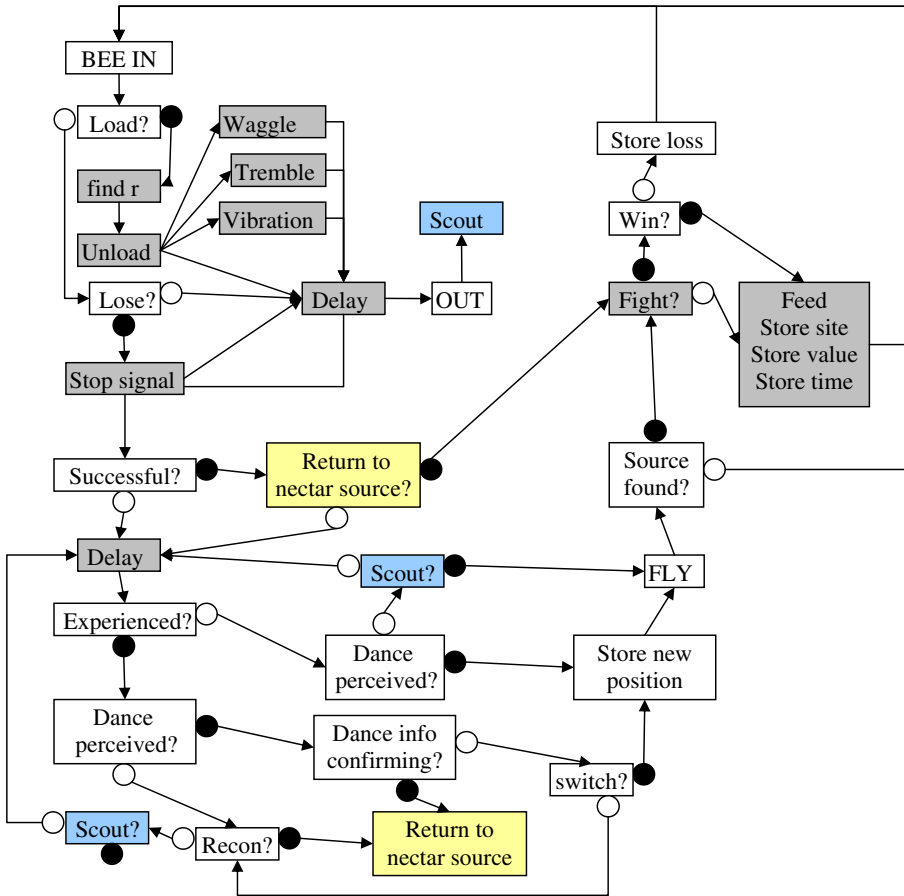 BEE IN
Load?
Waggle
Store loss
find r
Tremble
Win?
Vibration
Scout
Unload
Lose?
Delay
OUT
Fight?
Feed
Store site
Store value
Store time
Stop signal
Successful?
Return to
nectar source?
Source
found?
Delay
Scout?
FLY
Experienced?
Dance
perceived?
Store new
position
Dance
perceived?
Dance info
confirming?
switch?
Scout?
Recon?
Return to
nectar source